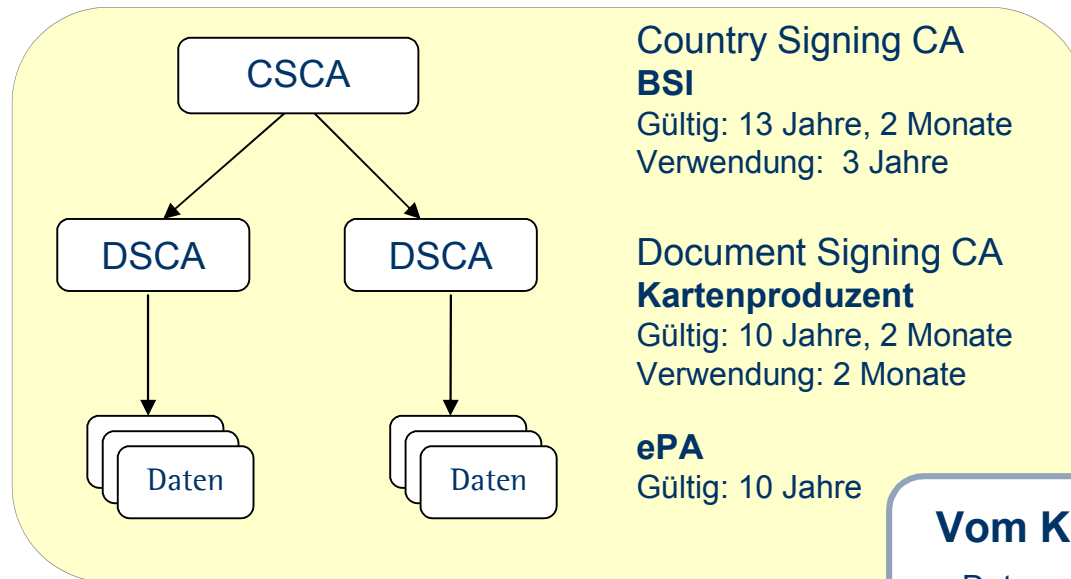 CSCA
Country Signing CA
BSI
Gültig: 13 Jahre, 2 Monate
Verwendung: 3 Jahre
DSCA
DSCA
Document Signing CA
Kartenproduzent
Gültig: 10 Jahre, 2 Monate
Verwendung: 2 Monate
Daten
Daten
ePA
Gültig: 10 Jahre
Vom K